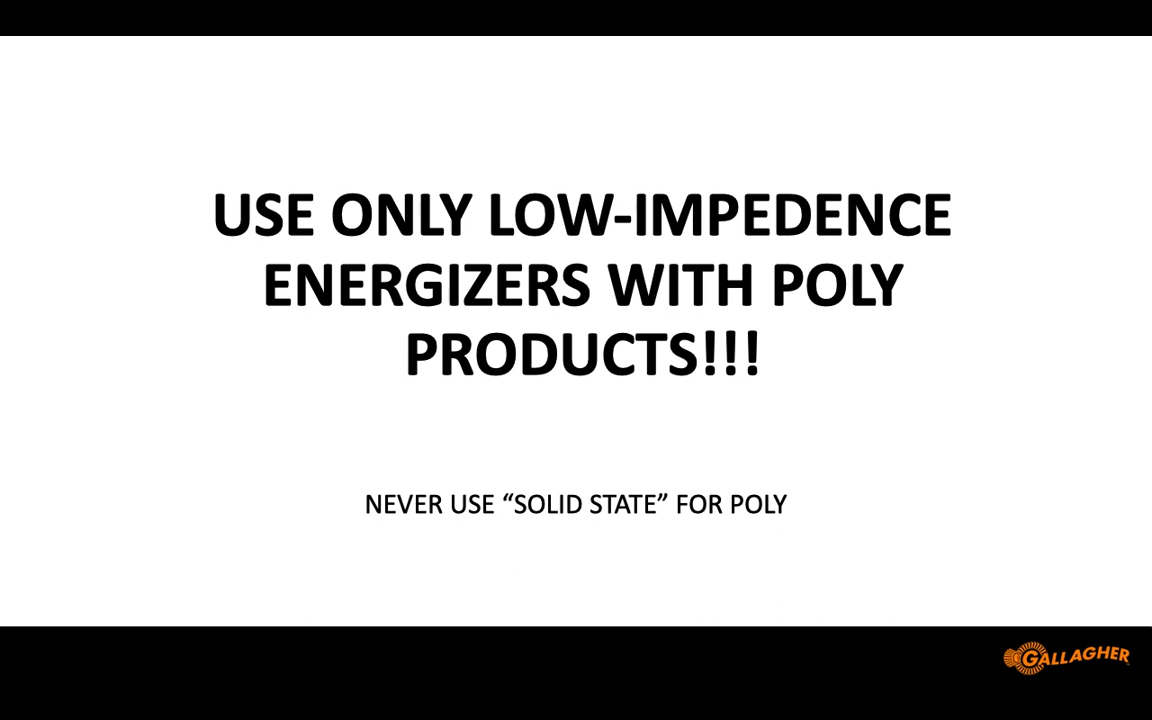 USE ONLY LOW-IMPEDENCE
ENERGIZERS WITH POLY
PRODUCTS!!!
NEVER USE “SOLID STATE” FOR POLY
GALLAGHER